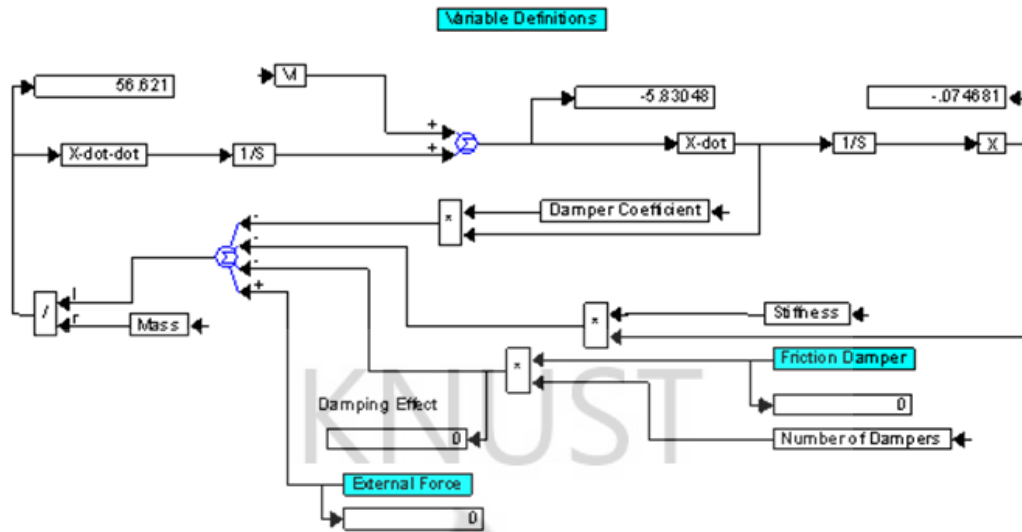 Variable Definitions
56.621
Vi
-5.83048
-.074681
+
+
Σ
X-dot-dot
1/S
X-dot
1/S
X
Damper Coefficient
*
-
-
-
+
Σ
l
r
/
Mass
*
Stiffness
*
Friction Damper
0
Damping Effect
0
Number of Dampers
External Force
0
KNUST